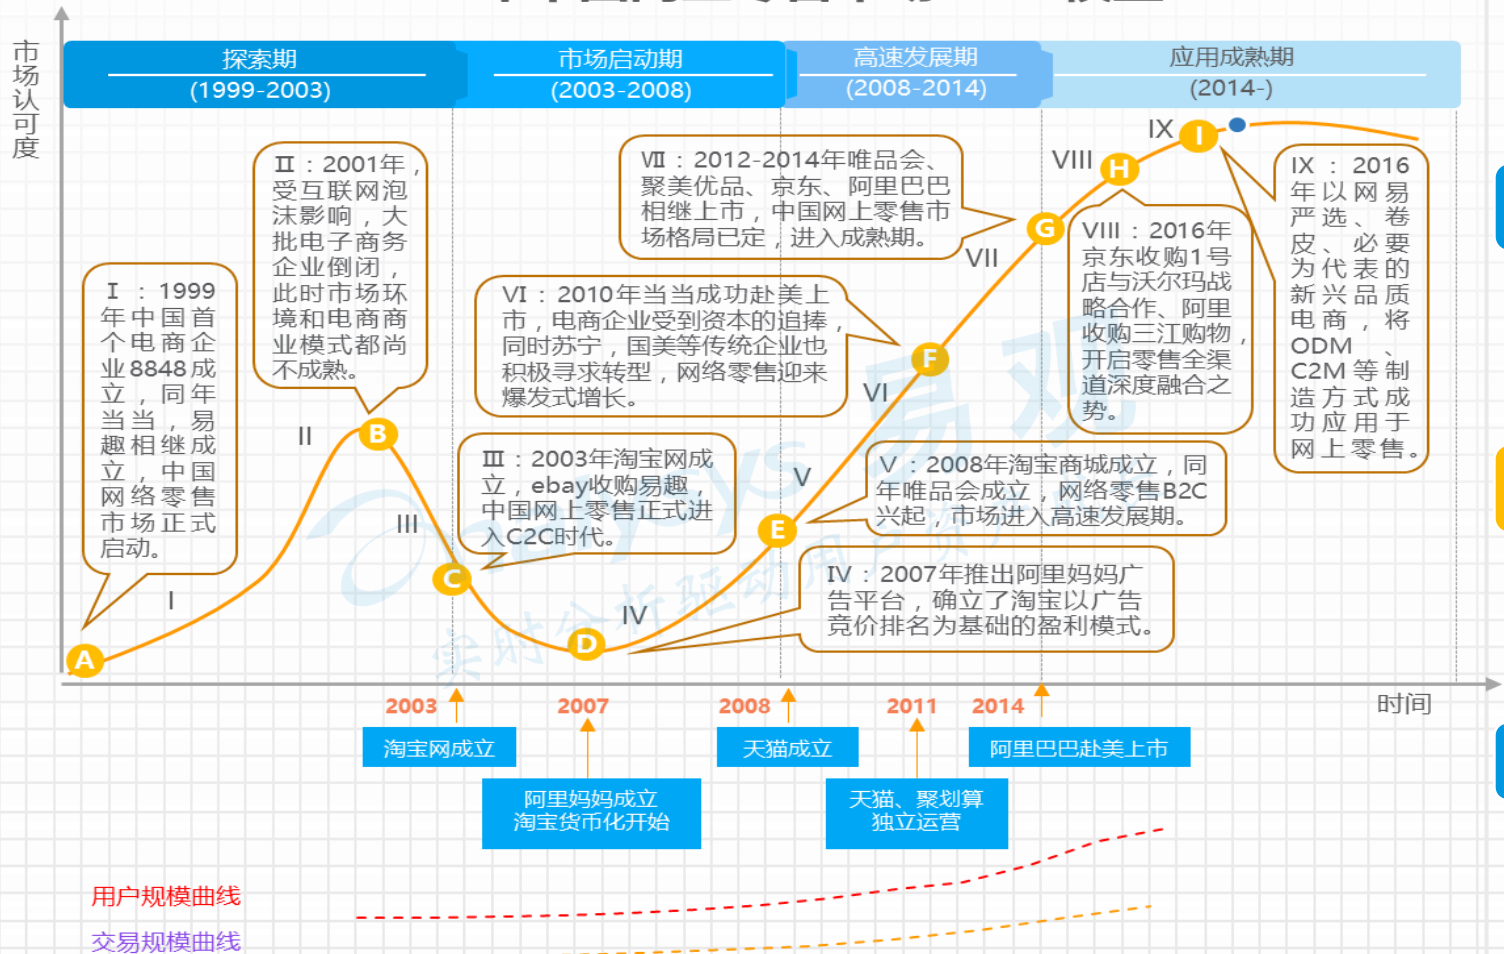 市场认可度
探索期
(1999-2003)
市场启动期
(2003-2008)
高速发展期
(2008-2014)
应用成熟期
(2014-)
Ⅰ：1999
年中国首
个电商企
业8848成
立，同年
当当，易
趣相继成
立，中国
网络零售
市场正式
启动。
Ⅱ：2001年，
受互联网泡
沫影响，大
批电子商务
企业倒闭，
此时市场环
境和电商商
业模式都尚
不成熟。
Ⅲ：2003年淘宝网成
立，ebay收购易趣，
中国网上零售正式进
入C2C时代。
Ⅳ：2007年推出阿里妈妈广
告平台，确立了淘宝以广告
竞价排名为基础的盈利模式。
Ⅴ：2008年淘宝商城成立，同
年唯品会成立，网络零售B2C
兴起，市场进入高速发展期。
Ⅵ：2010年当当成功赴美上
市，电商企业受到资本的追捧，
同时苏宁，国美等传统企业也
积极寻求转型，网络零售迎来
爆发式增长。
Ⅶ：2012-2014年唯品会、
聚美优品、京东、阿里巴巴
相继上市，中国网上零售市
场格局已定，进入成熟期。
VIII：2016年
京东收购1号
店与沃尔玛战
略合作、阿里
收购三江购物，
开启零售全渠
道深度融合之
势。
IX：2016
年以网易
严选、卷
皮、必要
为代表的
新兴品质
电商，将
ODM、
C2M等制
造方式成
功应用于
网上零售。
A
I
II
B
III
C
D
IV
E
V
F
VI
G
VII
H
VIII
I
IX
易观
实时分析驱动用户资产
时间
2003
2007
2008
2011
2014
淘宝网成立
阿里妈妈成立
淘宝货币化开始
天猫成立
天猫、聚划算
独立运营
阿里巴巴赴美上市
用户规模曲线
交易规模曲线